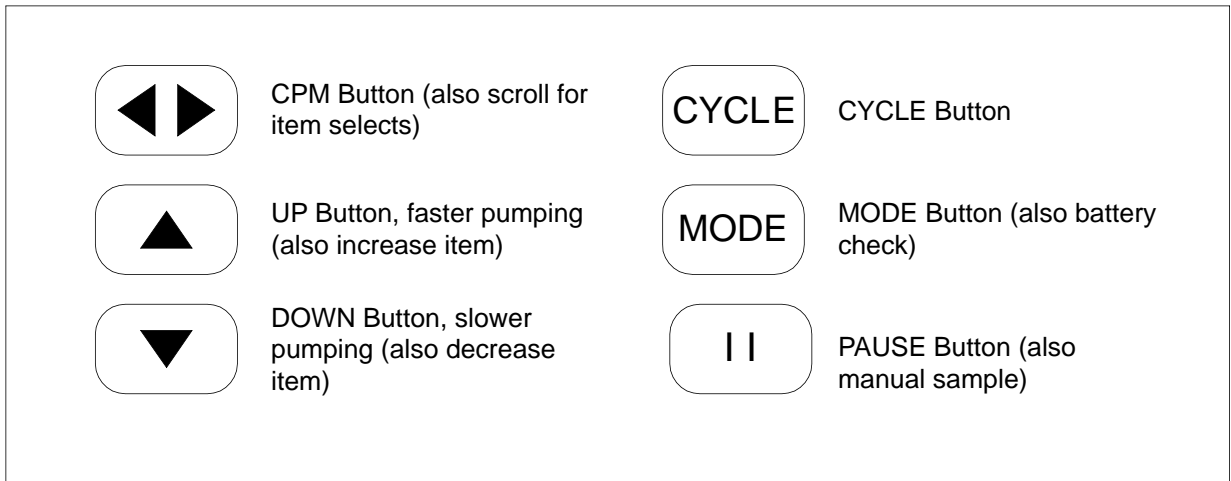 CPM Button (also scroll for
item selects)
UP Button, faster pumping
(also increase item)
DOWN Button, slower
pumping (also decrease
item)
CYCLE
CYCLE Button
MODE
MODE Button (also battery
check)
PAUSE Button (also
manual sample)